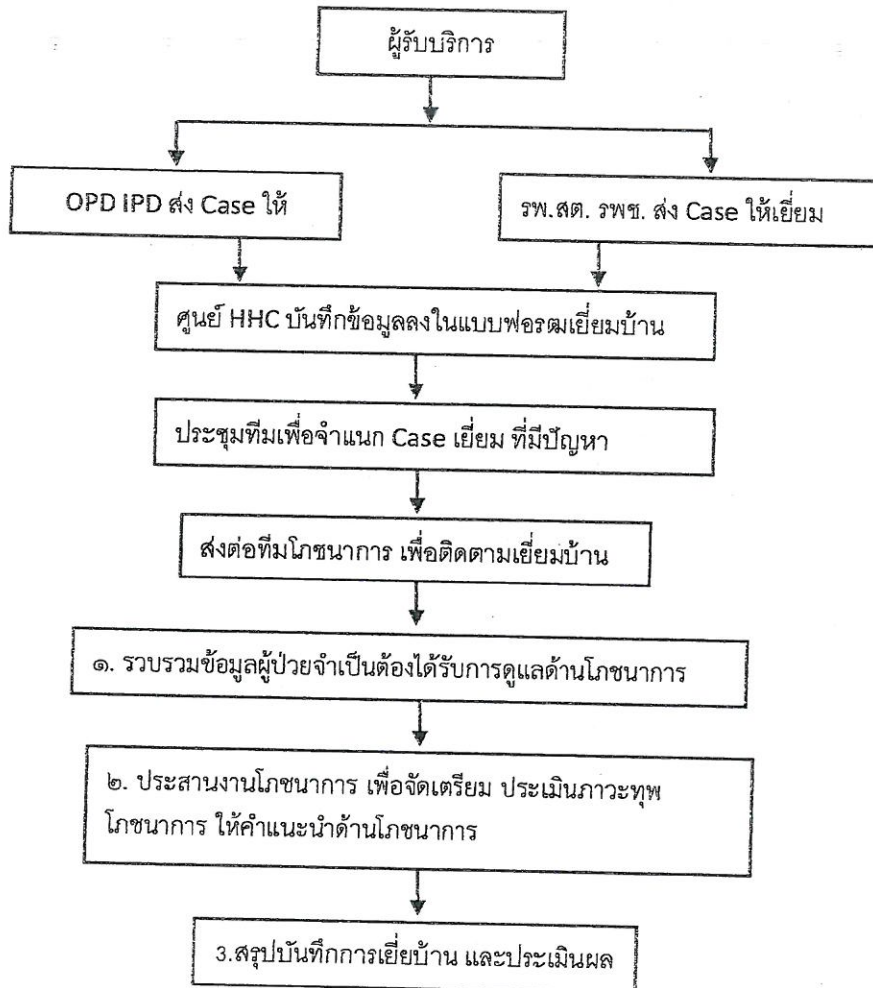 ผู้รับบริการ
OPD IPD ส่ง Case ให้
รพ.สต. รพช. ส่ง Case ให้เยี่ยม
ศูนย์ HHC บันทึกข้อมูลลงในแบบฟอรฒเยี่ยมบ้าน
ประชุมทีมเพื่อจำแนก Case เยี่ยม ที่มีปัญหา
ส่งต่อทีมโภชนาการ เพื่อติดตามเยี่ยมบ้าน
๑. รวบรวมข้อมูลผู้ป่วยจำเป็นต้องได้รับการดูแลด้านโภชนาการ
๒. ประสานงานโภชนาการ เพื่อจัดเตรียม ประเมินภาวะทุพ
โภชนาการ ให้คำแนะนำด้านโภชนาการ
3.สรุปบันทึกการเยี่ยบ้าน และประเมินผล